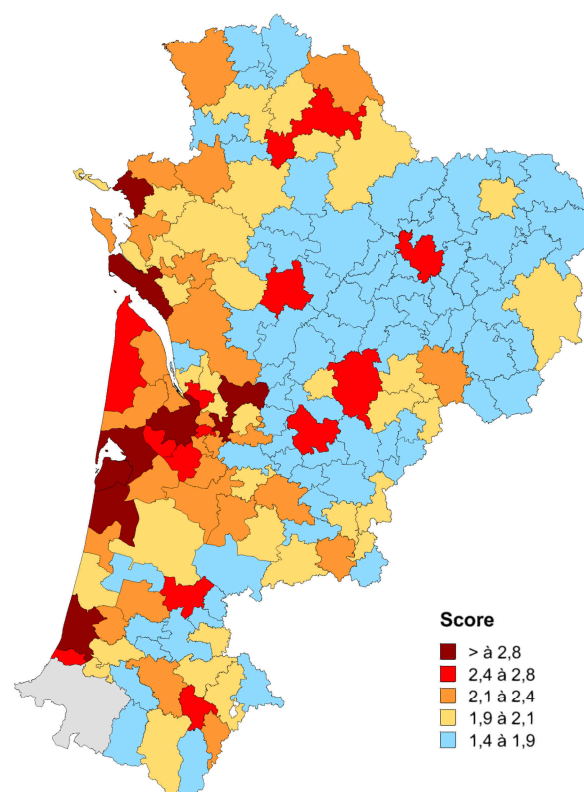 Score
> à 2,8
2,4 à 2,8
2,1 à 2,4
1,9 à 2,1
1,4 à 1,9